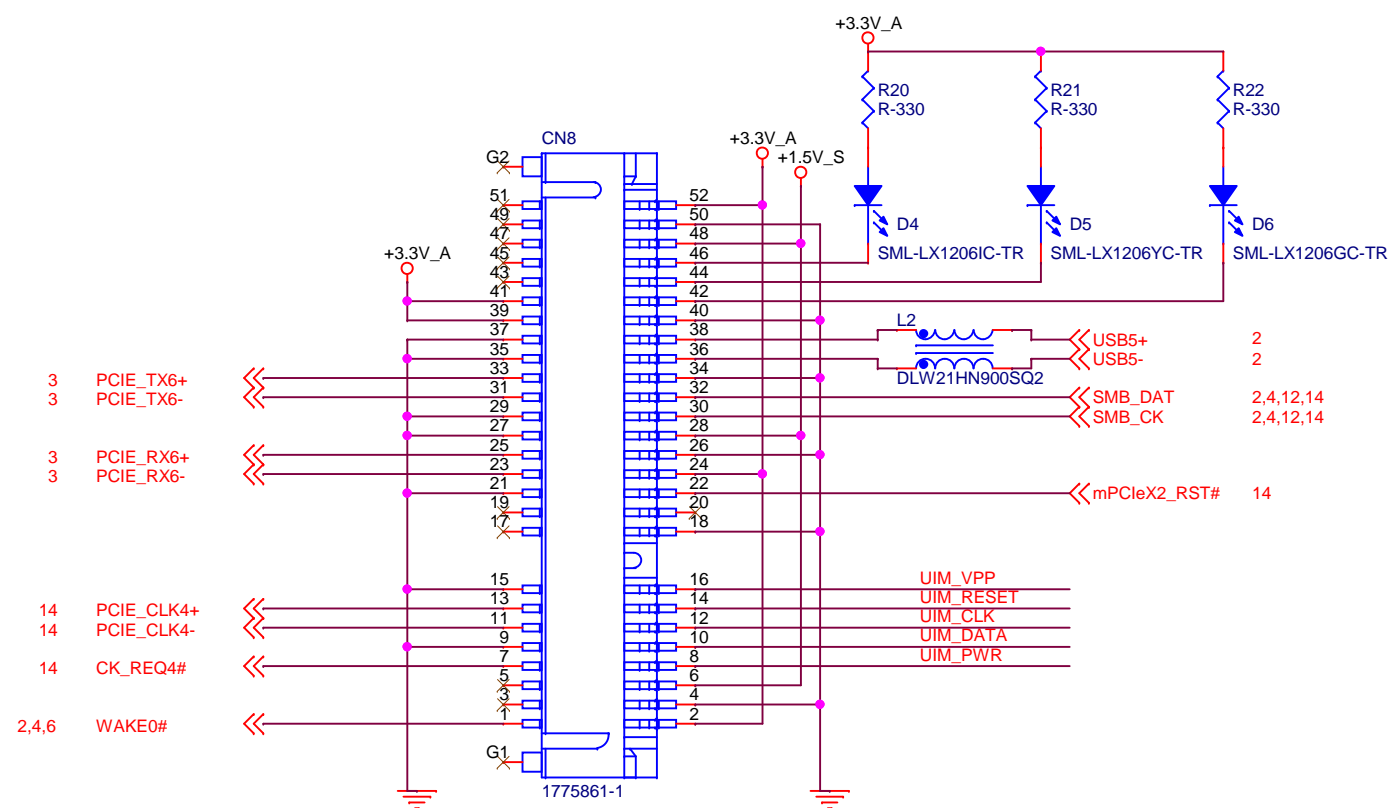 +3.3V_A
R20
R-330
R21
R-330
R22
R-330
D4
SML-LX1206IC-TR
D5
SML-LX1206YC-TR
D6
SML-LX1206GC-TR
CN8
+3.3V_A
+1.5V_S
+3.3V_A
G2
51
49
47
45
43
41
39
37
35
33
31
29
27
25
23
21
19
17
15
13
11
9
7
5
3
1
G1
52
50
48
46
44
42
40
38
36
34
32
30
28
26
24
22
20
18
16
14
12
10
8
6
4
2
1775861-1
3 PCIE_TX6+
3 PCIE_TX6-
3 PCIE_RX6+
3 PCIE_RX6-
14 PCIE_CLK4+
14 PCIE_CLK4-
14 CK_REQ4#
2,4,6 WAKE0#
L2
DLW21HN900SQ2
USB5+ 2
USB5- 2
SMB_DAT 2,4,12,14
SMB_CK 2,4,12,14
mPCIeX2_RST# 14
UIM_VPP
UIM_RESET
UIM_CLK
UIM_DATA
UIM_PWR